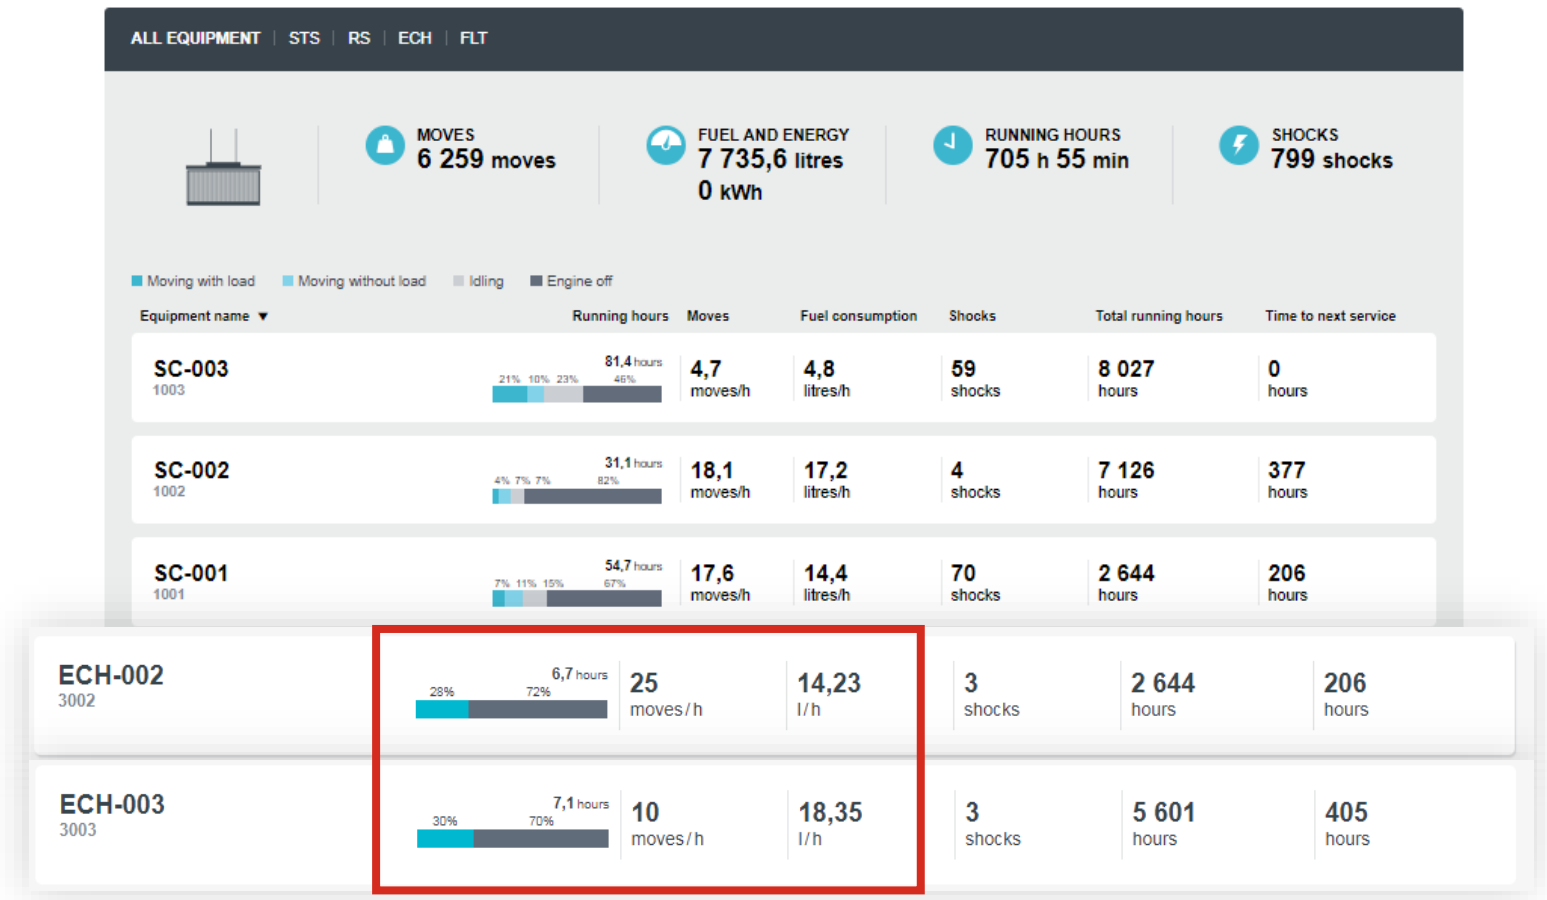 ALL EQUIPMENT | STS | RS | ECH | FLT
MOVES
6 259 moves
FUEL AND ENERGY
7 735,6 litres
0 kWh
RUNNING HOURS
705 h 55 min
SHOCKS
799 shocks
Moving with load Moving without load Idling Engine off
Equipment name ▼ Running hours Moves Fuel consumption Shocks Total running hours Time to next service
SC-003
1003
81,4 hours
21% 10% 23% 46%
4,7
moves/h
4,8
litres/h
59
shocks
8 027
hours
0
hours
SC-002
1002
31,1 hours
4% 7% 7% 82%
18,1
moves/h
17,2
litres/h
4
shocks
7 126
hours
377
hours
SC-001
1001
54,7 hours
7% 11% 15% 67%
17,6
moves/h
14,4
litres/h
70
shocks
2 644
hours
206
hours
ECH-002
3002
6,7 hours
28% 72%
25
moves/h
14,23
l/h
3
shocks
2 644
hours
206
hours
ECH-003
3003
7,1 hours
30% 70%
10
moves/h
18,35
l/h
3
shocks
5 601
hours
405
hours